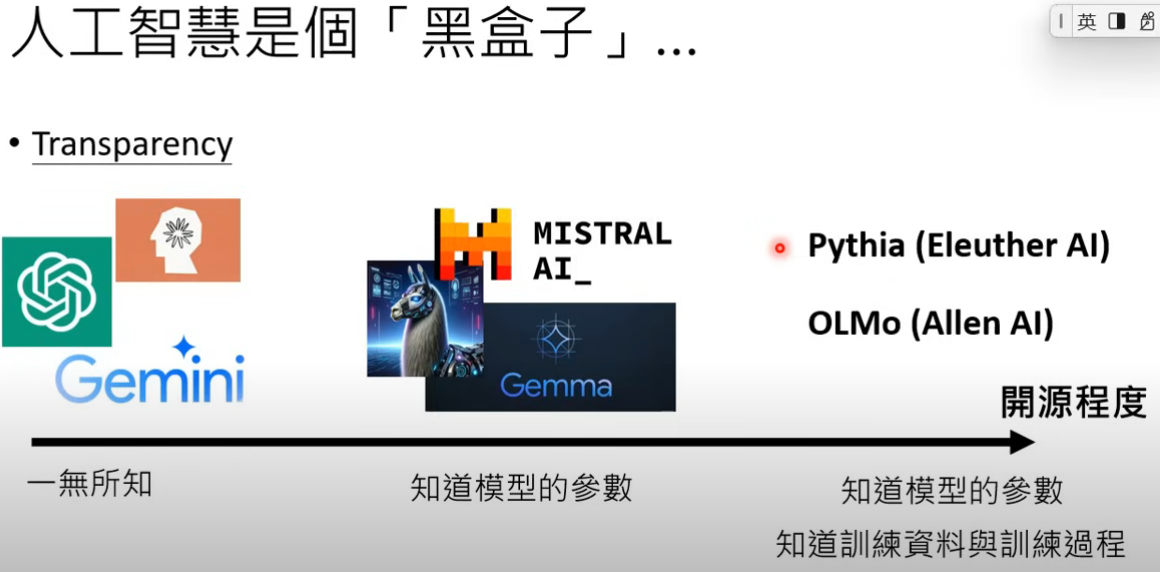 人工智慧是個「黑盒子」...
英
• Transparency
MISTRAL
AI_
Pythia (Eleuther AI)
OLMo (Allen AI)
Gemini
Gemma
開源程度
一無所知
知道模型的參數
知道模型的參數
知道訓練資料與訓練過程